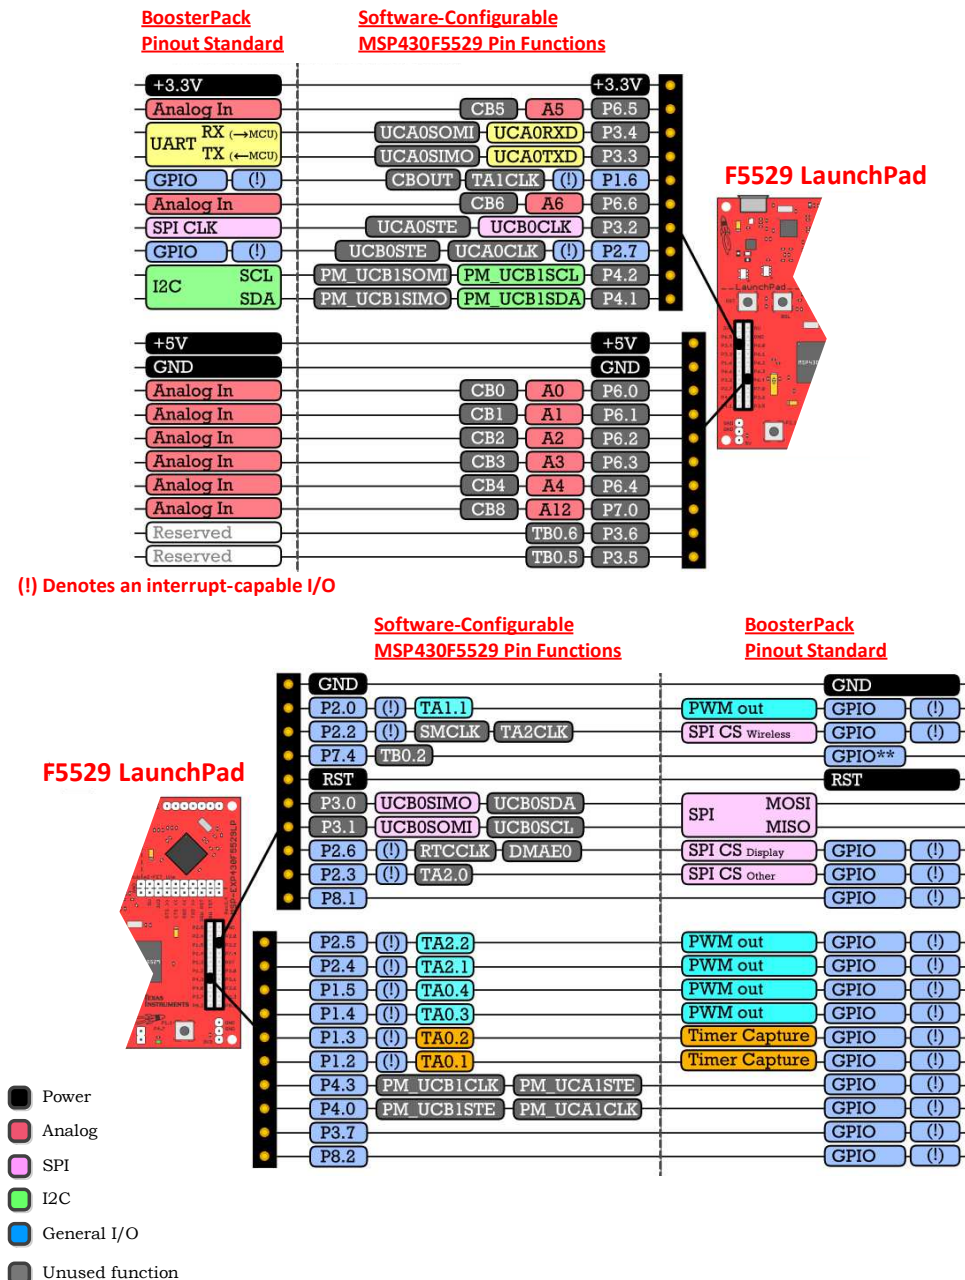 BoosterPack Software-Configurable
Pinout Standard MSP430F5529 Pin Functions
+3.3V +3.3V
Analog In CB5 A5 P6.5
UART RX (→MCU) UCA0SOMI UCA0RXD P3.4
TX (←MCU) UCA0SIMO UCA0TXD P3.3
GPIO (!) CBOUT TA1CLK (!) P1.6
Analog In CB6 A6 P6.6
SPI CLK UCA0STE UCB0CLK P3.2
GPIO (!) UCB0STE UCA0CLK (!) P2.7
I2C SCL PM_UCB1SOMI PM_UCB1SCL P4.2
SDA PM_UCB1SIMO PM_UCB1SDA P4.1
F5529 LaunchPad
LaunchPad
+5V +5V
GND GND
Analog In CB0 A0 P6.0
Analog In CB1 A1 P6.1
Analog In CB2 A2 P6.2
Analog In CB3 A3 P6.3
Analog In CB4 A4 P6.4
Analog In CB8 A12 P7.0
Reserved TB0.6 P3.6
Reserved TB0.5 P3.5
(!) Denotes an interrupt-capable I/O
Software-Configurable BoosterPack
MSP430F5529 Pin Functions Pinout Standard
GND GND
P2.0 (!) TA1.1 PWM out GPIO (!)
P2.2 (!) SMCLK TA2CLK SPI CS Wireless GPIO (!)
P7.4 TB0.2 GPIO**
RST RST
P3.0 UCB0SIMO UCB0SDA SPI MOSI
P3.1 UCB0SOMI UCB0SCL MISO
P2.6 (!) RTCCLK DMAE0 SPI CS Display GPIO (!)
P2.3 (!) TA2.0 SPI CS Other GPIO (!)
P8.1 GPIO (!)
F5529 LaunchPad
MSP-EXP430F5529LP
TEXAS
INSTRUMENTS
P2.5 (!) TA2.2 PWM out GPIO (!)
P2.4 (!) TA2.1 PWM out GPIO (!)
P1.5 (!) TA0.4 PWM out GPIO (!)
P1.4 (!) TA0.3 PWM out GPIO (!)
P1.3 (!) TA0.2 Timer Capture GPIO (!)
P1.2 (!) TA0.1 Timer Capture GPIO (!)
P4.3 PM_UCB1CLK PM_UCA1STE GPIO (!)
P4.0 PM_UCB1STE PM_UCA1CLK GPIO (!)
P3.7 GPIO (!)
P8.2 GPIO (!)
Power
Analog
SPI
I2C
General I/O
Unused function